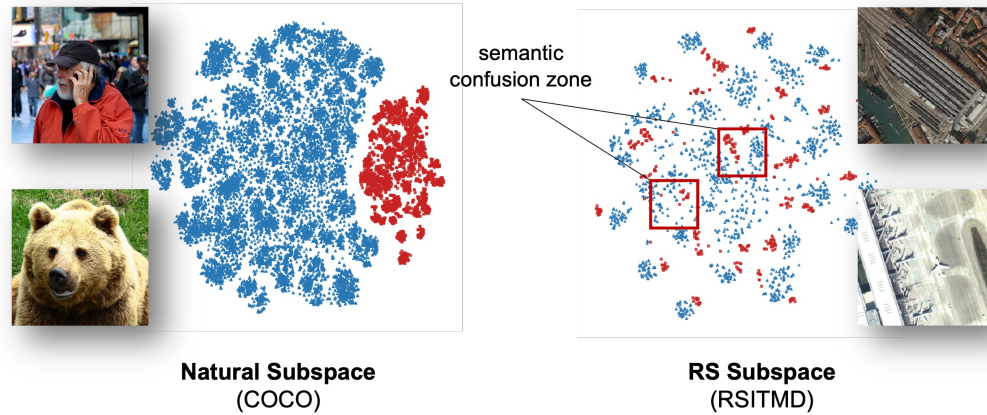 semantic
confusion zone
Natural Subspace
(COCO)
RS Subspace
(RSITMD)